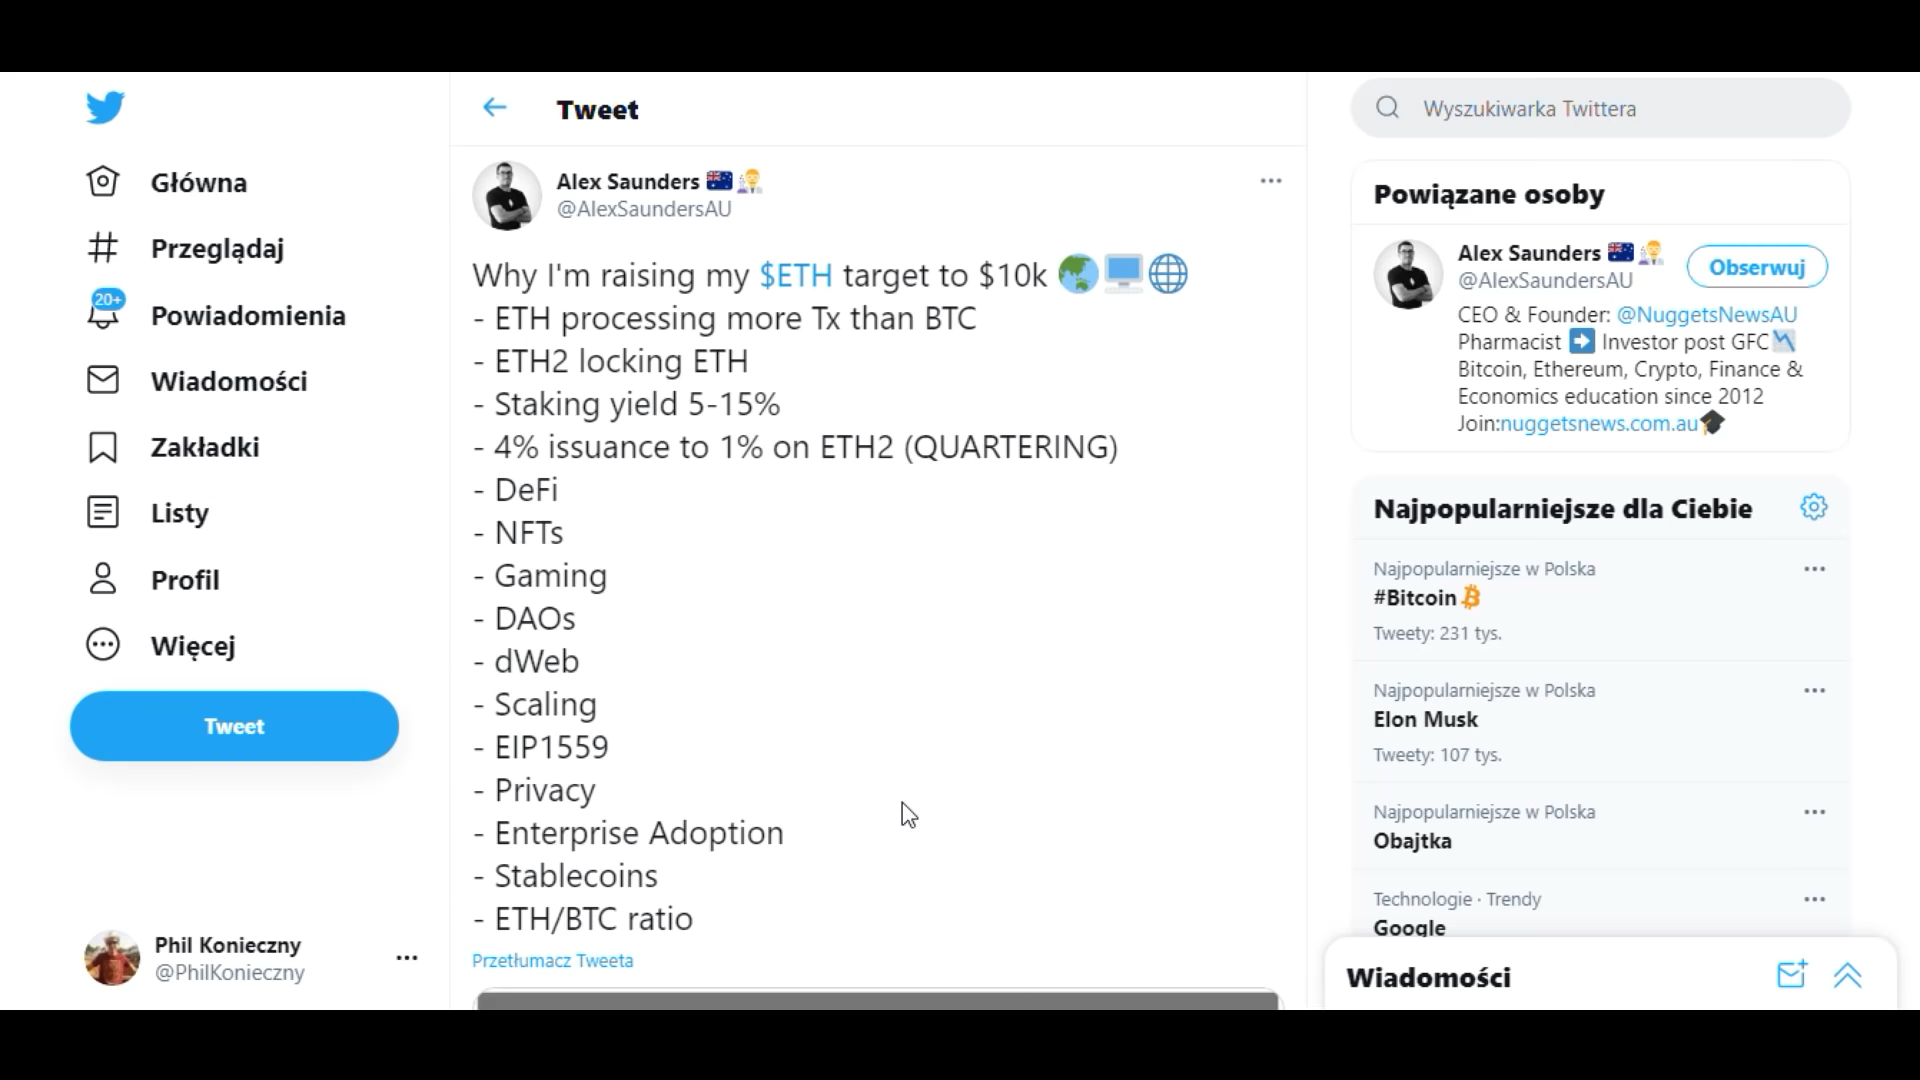 Główna
Przeglądaj
20+
Powiadomienia
Wiadomości
Zakładki
Listy
Profil
Więcej
Tweet
Phil Konieczny
@PhilKonieczny
Tweet
Alex Saunders
@AlexSaundersAU
Why I'm raising my $ETH target to $10k
- ETH processing more Tx than BTC
- ETH2 locking ETH
- Staking yield 5-15%
- 4% issuance to 1% on ETH2 (QUARTERING)
- DeFi
- NFTs
- Gaming
- DAOs
- dWeb
- Scaling
- EIP1559
- Privacy
- Enterprise Adoption
- Stablecoins
- ETH/BTC ratio
Przetłumacz Tweeta
Wyszukiwarka Twittera
Powiązane osoby
Alex Saunders
@AlexSaundersAU
Obserwuj
CEO & Founder: @NuggetsNewsAU
Pharmacist ➡ Investor post GFC
Bitcoin, Ethereum, Crypto, Finance &
Economics education since 2012
Join:nuggetsnews.com.au
Najpopularniejsze dla Ciebie
Najpopularniejsze w Polska
#Bitcoin
Tweety: 231 tys.
Najpopularniejsze w Polska
Elon Musk
Tweety: 107 tys.
Najpopularniejsze w Polska
Obajtka
Technologie · Trendy
Google
Wiadomości